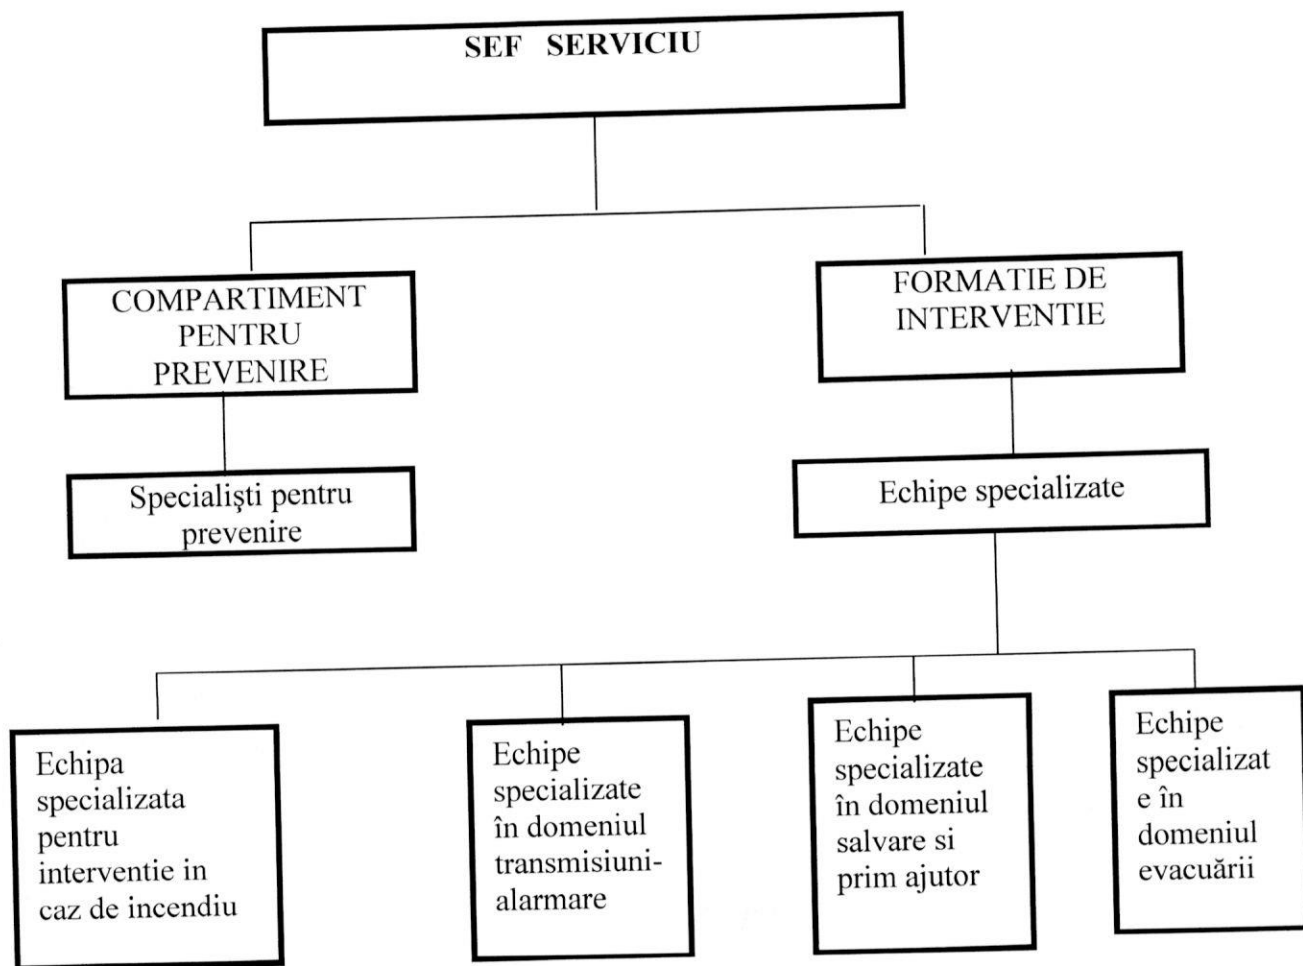 SEF SERVICIU
COMPARTIMENT
PENTRU
PREVENIRE
FORMATIE DE
INTERVENTIE
Specialişti pentru
prevenire
Echipe specializate
Echipa
specializata
pentru
interventie in
caz de incendiu
Echipe
specializate
în domeniul
transmisiuni-
alarmare
Echipe
specializate
în domeniul
salvare si
prim ajutor
Echipe
specializat
e în
domeniul
evacuării